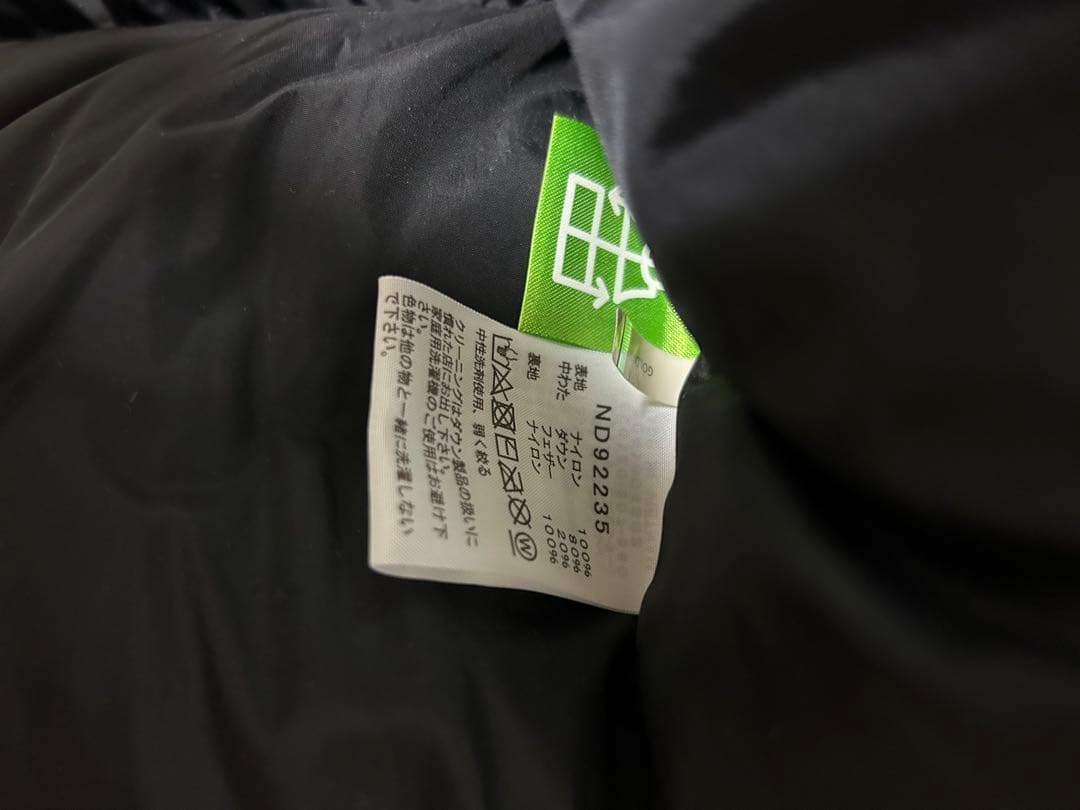 ND92235
表地 ナイロン 100%
中わた ダウン 80%
フェザー 20%
裏地 ナイロン 100%
中性洗剤使用、弱く絞る
クリーニングはダウン製品の扱いに
慣れた店にお出し下さい。
家庭用洗濯機のご使用はお避け下
さい。
色物は他の物と一緒に洗濯しない
で下さい。